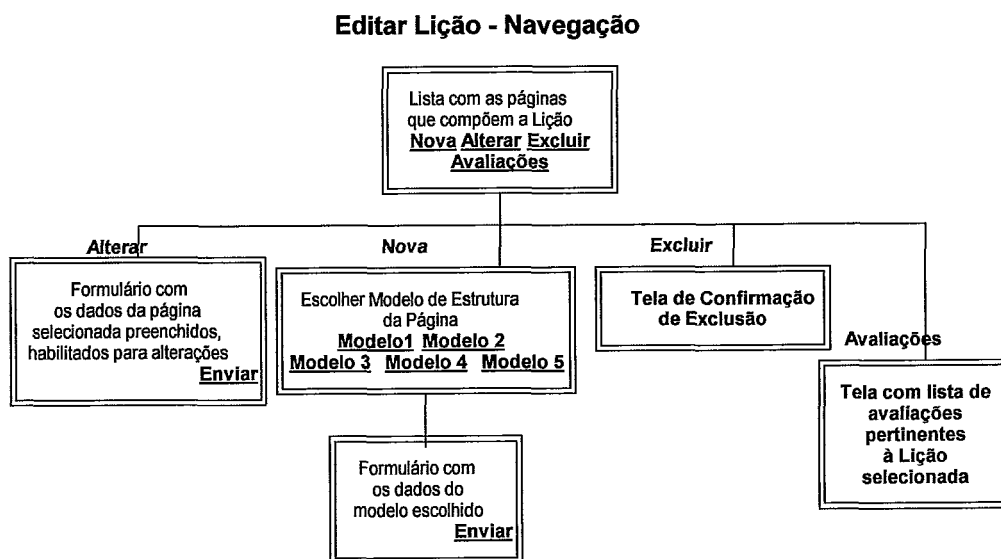 Editar Lição - Navegação
Lista com as páginas
que compõem a Lição
Nova Alterar Excluir
Avaliações
Alterar
Formulário com
os dados da página
selecionada preenchidos,
habilitados para alterações
Enviar
Nova
Escolher Modelo de Estrutura
da Página
Modelo1 Modelo 2
Modelo 3 Modelo 4 Modelo 5
Formulário com
os dados do
modelo escolhido
Enviar
Excluir
Tela de Confirmação
de Exclusão
Avaliações
Tela com lista de
avaliações
pertinentes
à Lição
selecionada